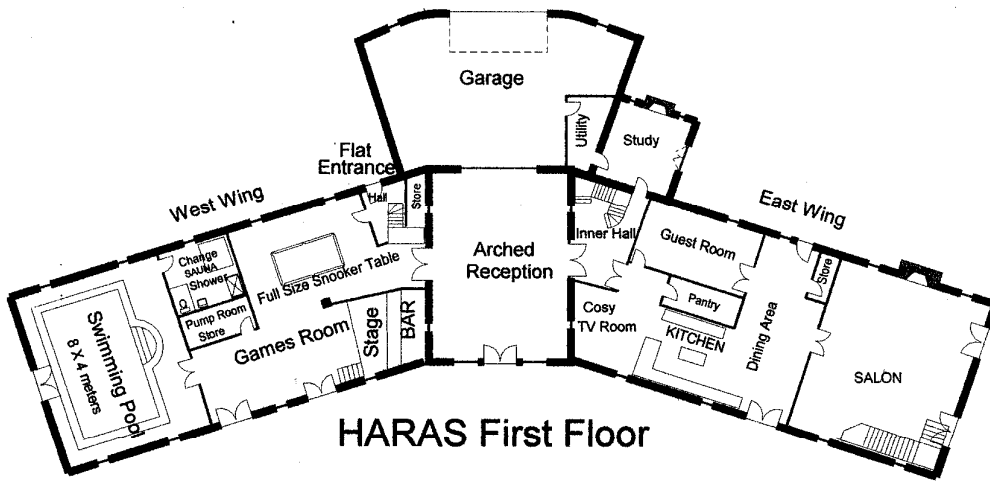 Garage
Utility
Study
Flat
Entrance
West Wing
East Wing
Hall
Store
Inner Hall
Arched
Reception
Guest Room
Store
Change
SAUNA
Shower
Full Size Snooker Table
Pump Room
Store
Games Room
Stage
BAR
Cosy
TV Room
Pantry
KITCHEN
Dining Area
SALON
Swimming Pool
8 X 4 meters
HARAS First Floor